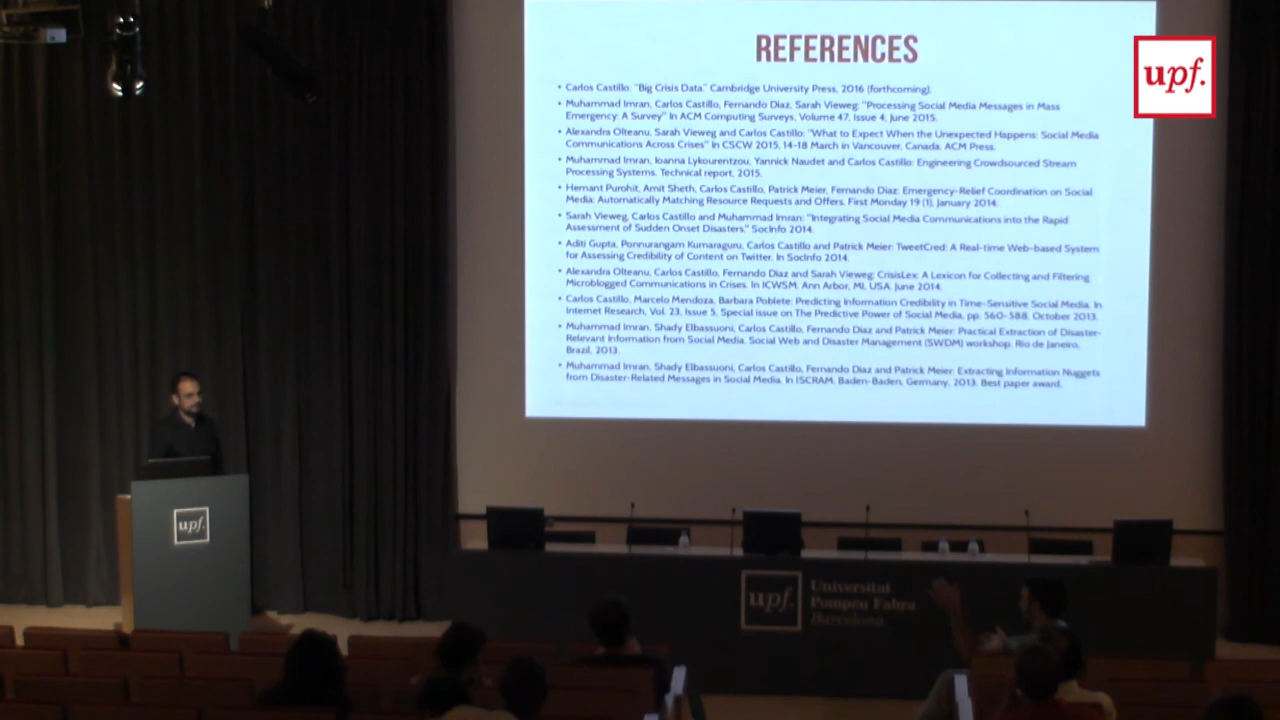 REFERENCES
upf.
• Carlos Castillo: "Big Crisis Data." Cambridge University Press, 2016 (forthcoming).
• Muhammad Imran, Carlos Castillo, Fernando Diaz, Sarah Vieweg: "Processing Social Media Messages in Mass
Emergency: A Survey" In ACM Computing Surveys, Volume 47, Issue 4, June 2015.
• Alexandra Olteanu, Sarah Vieweg and Carlos Castillo: "What to Expect When the Unexpected Happens: Social Media
Communications Across Crises" In CSCW 2015, 14-18 March in Vancouver, Canada. ACM Press.
• Muhammad Imran, Ioanna Lykourentzou, Yannick Naudet and Carlos Castillo: Engineering Crowdsourced Stream
Processing Systems. Technical report, 2015.
• Hemant Purohit, Amit Sheth, Carlos Castillo, Patrick Meier, Fernando Diaz: Emergency-Relief Coordination on Social
Media: Automatically Matching Resource Requests and Offers. First Monday 19 (1), January 2014.
• Sarah Vieweg, Carlos Castillo and Muhammad Imran: "Integrating Social Media Communications into the Rapid
Assessment of Sudden Onset Disasters." SocInfo 2014.
• Aditi Gupta, Ponnurangam Kumaraguru, Carlos Castillo and Patrick Meier: TweetCred: A Real-time Web-based System
for Assessing Credibility of Content on Twitter. In SocInfo 2014.
• Alexandra Olteanu, Carlos Castillo, Fernando Diaz and Sarah Vieweg: CrisisLex: A Lexicon for Collecting and Filtering
Microblogged Communications in Crises. In ICWSM. Ann Arbor, MI, USA. June 2014.
• Carlos Castillo, Marcelo Mendoza, Barbara Poblete: Predicting Information Credibility in Time-Sensitive Social Media. In
Internet Research, Vol. 23, Issue 5, Special issue on The Predictive Power of Social Media, pp. 560-588. October 2013.
• Muhammad Imran, Shady Elbassuoni, Carlos Castillo, Fernando Diaz and Patrick Meier: Practical Extraction of Disaster-
Relevant Information from Social Media. Social Web and Disaster Management (SWDM) workshop. Rio de Janeiro,
Brazil, 2013.
• Muhammad Imran, Shady Elbassuoni, Carlos Castillo, Fernando Diaz and Patrick Meier: Extracting Information Nuggets
from Disaster-Related Messages in Social Media. In ISCRAM. Baden-Baden, Germany, 2013. Best paper award.
upf.
upf.
Universitat
Pompeu Fabra
Barcelona